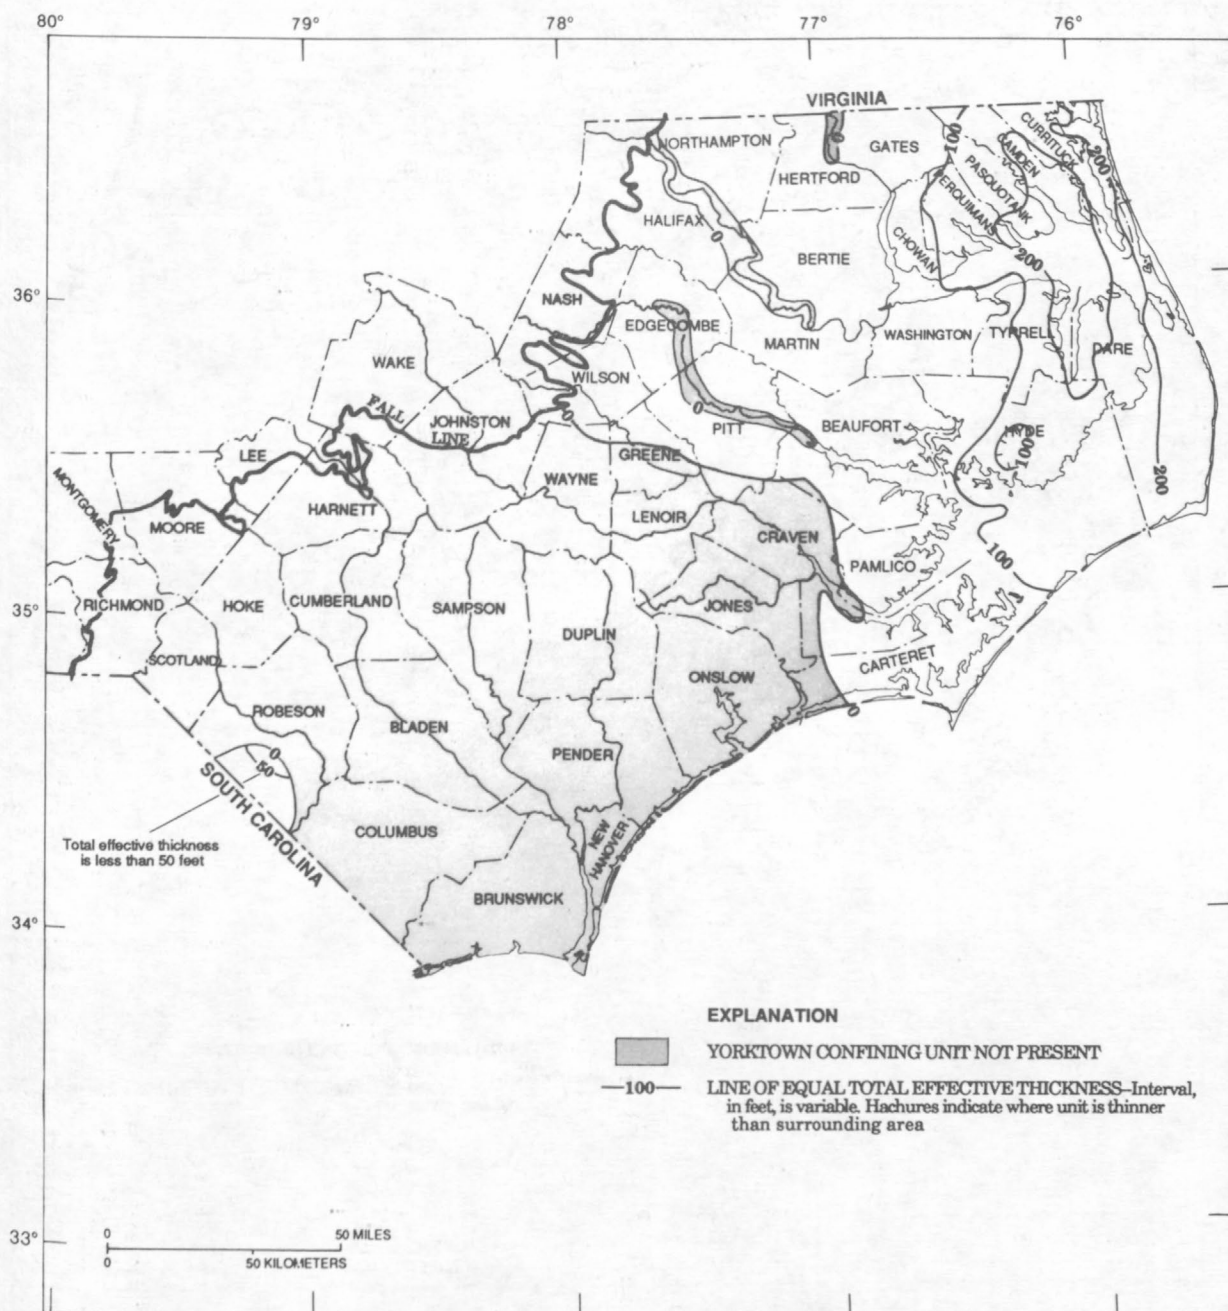 80°
79°
78°
77°
76°
VIRGINIA
NORTHAMPTON
GATES
HERTFORD
CURRITUCK
CAMDEN
PASQUOTANK
PERQUIMANS
CHOWAN
100
200
200
0
HALIFAX
0
BERTIE
36°
NASH
EDGECOMBE
MARTIN
WASHINGTON
TYRRELL
DARE
WAKE
WILSON
FALL
LINE
JOHNSTON
0
0
PITT
BEAUFORT
HYDE
100
200
LEE
GREENE
WAYNE
MONTGOMERY
MOORE
HARNETT
LENOIR
CRAVEN
PAMLICO
100
35°
RICHMOND
HOKE
CUMBERLAND
SAMPSON
JONES
DUPLIN
SCOTLAND
CARTERET
ONSLOW
0
ROBESON
BLADEN
PENDER
0
50
SOUTH CAROLINA
Total effective thickness
is less than 50 feet
COLUMBUS
NEW
HANOVER
BRUNSWICK
34°
EXPLANATION
YORKTOWN CONFINING UNIT NOT PRESENT
—100—
LINE OF EQUAL TOTAL EFFECTIVE THICKNESS–Interval,
in feet, is variable. Hachures indicate where unit is thinner
than surrounding area
33°
0
50 MILES
0
50 KILOMETERS